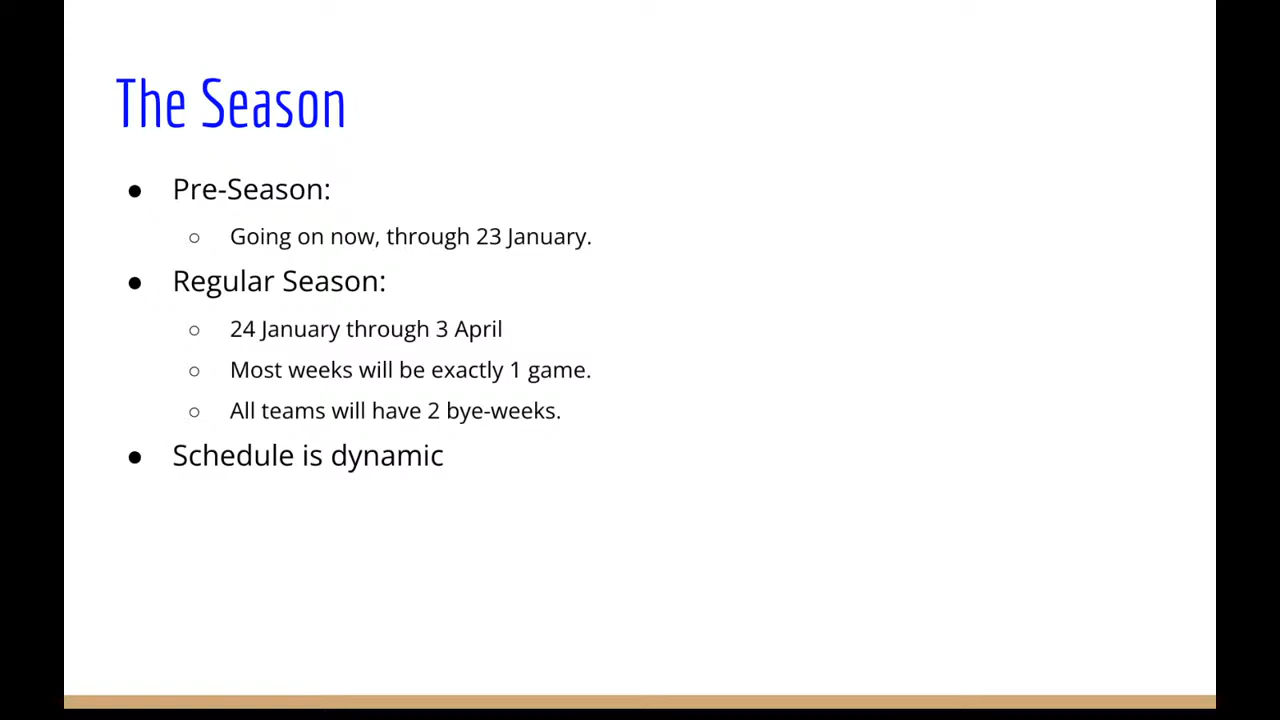 The Season
● Pre-Season:
○ Going on now, through 23 January.
● Regular Season:
○ 24 January through 3 April
○ Most weeks will be exactly 1 game.
○ All teams will have 2 bye-weeks.
● Schedule is dynamic